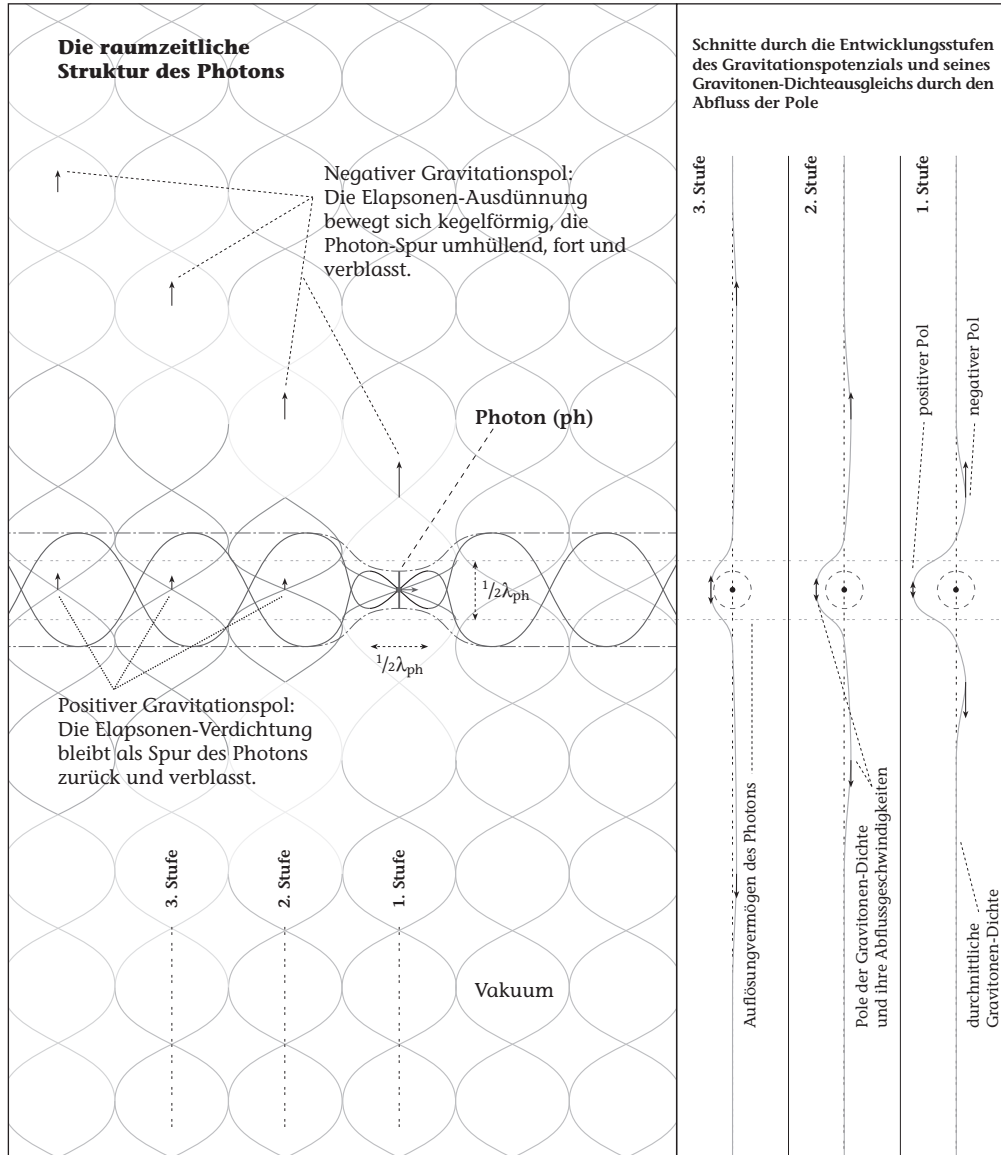 Die raumzeitliche
Struktur des Photons
Negativer Gravitationspol:
Die Elapsonen-Ausdünnung
bewegt sich kegelförmig, die
Photon-Spur umhüllend, fort und
verblasst.
Photon (ph)
1/2λph
1/2λph
Positiver Gravitationspol:
Die Elapsonen-Verdichtung
bleibt als Spur des Photons
zurück und verblasst.
3. Stufe
2. Stufe
1. Stufe
Vakuum
Schnitte durch die Entwicklungsstufen
des Gravitationspotenzials und seines
Gravitonen-Dichteausgleichs durch den
Abfluss der Pole
3. Stufe
2. Stufe
1. Stufe
positiver Pol
negativer Pol
Auflösungvermögen des Photons
Pole der Gravitonen-Dichte
und ihre Abflussgeschwindigkeiten
durchnittliche
Gravitonen-Dichte